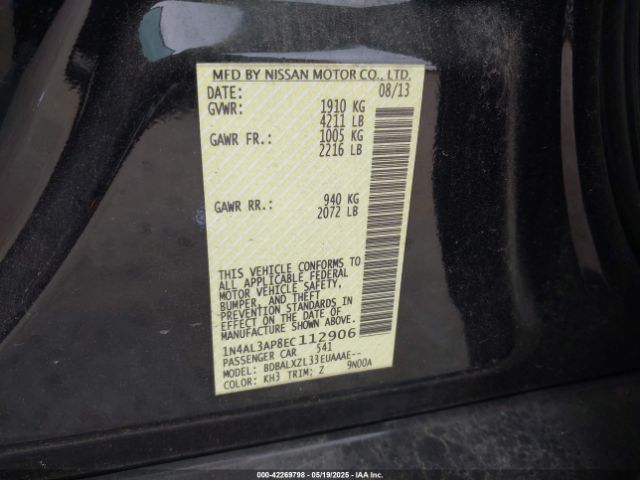 MFD BY NISSAN MOTOR CO., LTD.
DATE: 08/13
GVWR: 1910 KG
4211 LB
GAWR FR.: 1005 KG
2216 LB
GAWR RR.: 940 KG
2072 LB
THIS VEHICLE CONFORMS TO
ALL APPLICABLE FEDERAL
MOTOR VEHICLE SAFETY,
BUMPER, AND THEFT
PREVENTION STANDARDS IN
EFFECT ON THE DATE OF
MANUFACTURE SHOWN ABOVE.
1N4AL3AP8EC112906
PASSENGER CAR 541
MODEL: BDBALXZL33EUAAAE--
COLOR: KH3 TRIM; Z 9N00A
000-42269798 - 05/19/2025 - IAA Inc.